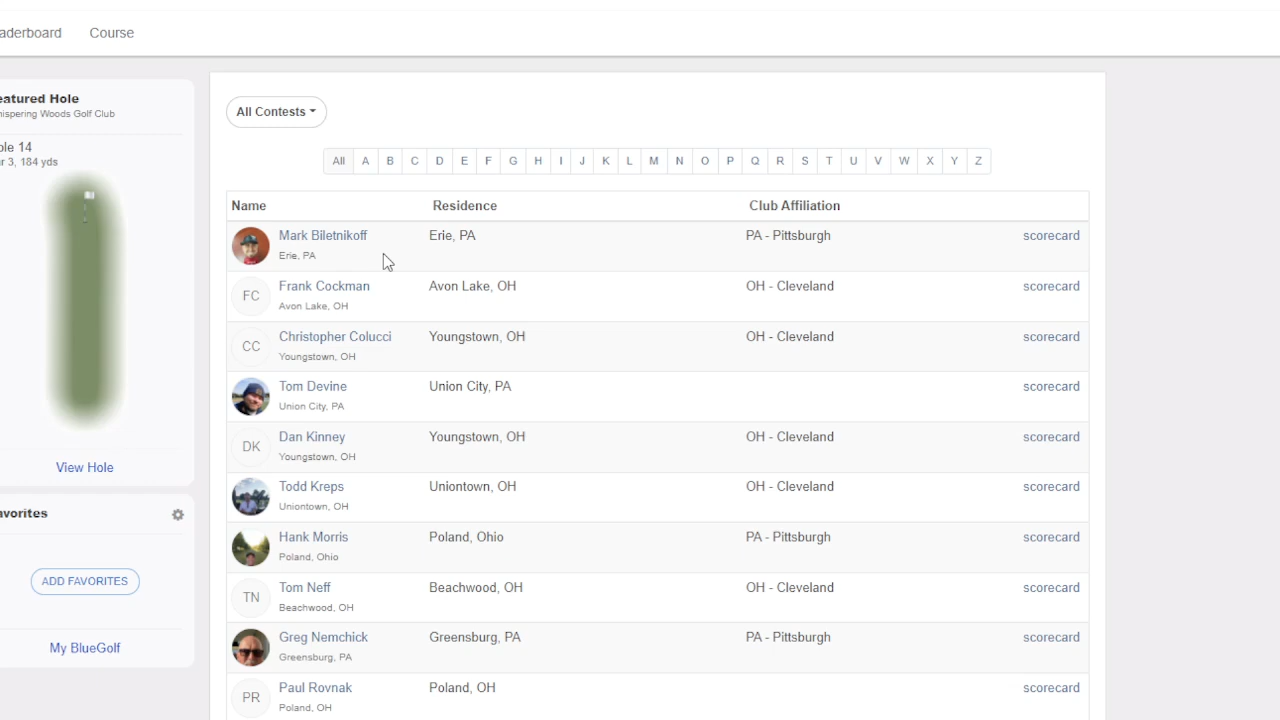 aderboard Course
eatured Hole
hispering Woods Golf Club
ole 14
r 3, 184 yds
View Hole
avorites
ADD FAVORITES
My BlueGolf
All Contests
All A B C D E F G H I J K L M N O P Q R S T U V W X Y Z
Name Residence Club Affiliation
Mark Biletnikoff Erie, PA PA - Pittsburgh scorecard
Erie, PA
FC Frank Cockman Avon Lake, OH OH - Cleveland scorecard
Avon Lake, OH
CC Christopher Colucci Youngstown, OH OH - Cleveland scorecard
Youngstown, OH
Tom Devine Union City, PA scorecard
Union City, PA
DK Dan Kinney Youngstown, OH OH - Cleveland scorecard
Youngstown, OH
Todd Kreps Uniontown, OH OH - Cleveland scorecard
Uniontown, OH
Hank Morris Poland, Ohio PA - Pittsburgh scorecard
Poland, Ohio
TN Tom Neff Beachwood, OH OH - Cleveland scorecard
Beachwood, OH
Greg Nemchick Greensburg, PA PA - Pittsburgh scorecard
Greensburg, PA
PR Paul Rovnak Poland, OH scorecard
Poland, OH